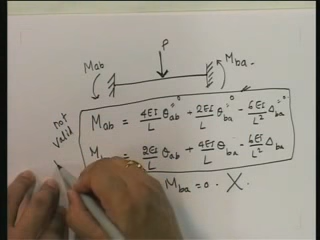 P
Mab
Mba
not valid
Mab = 4EI/L θab + 2EI/L θba - 6EI/L² Δba
= 2EI/L θab + 4EI/L θba - 6EI/L² Δba
Mba = 0 . X.